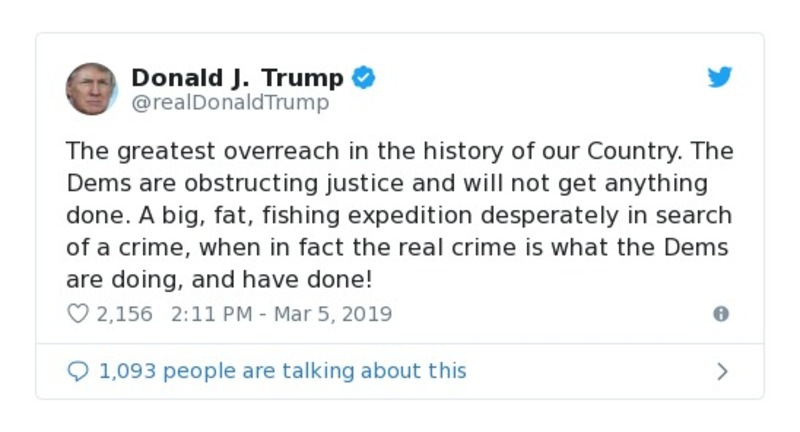 Donald J. Trump
@realDonaldTrump
The greatest overreach in the history of our Country. The
Dems are obstructing justice and will not get anything
done. A big, fat, fishing expedition desperately in search
of a crime, when in fact the real crime is what the Dems
are doing, and have done!
2,156 2:11 PM - Mar 5, 2019
1,093 people are talking about this